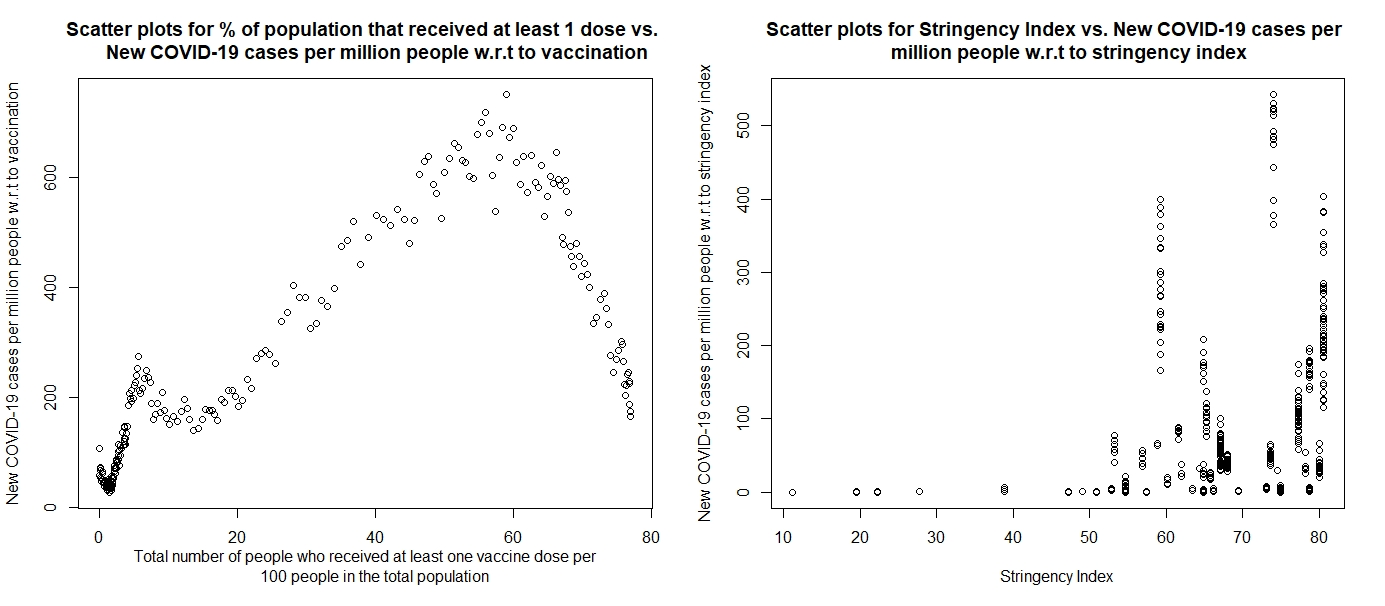 Scatter plots for % of population that received at least 1 dose vs.
New COVID-19 cases per million people w.r.t to vaccination
New COVID-19 cases per million people w.r.t to vaccination
0
200
400
600
0
20
40
60
80
Total number of people who received at least one vaccine dose per
100 people in the total population
Scatter plots for Stringency Index vs. New COVID-19 cases per
million people w.r.t to stringency index
New COVID-19 cases per million people w.r.t to stringency index
0
100
200
300
400
500
10
20
30
40
50
60
70
80
Stringency Index